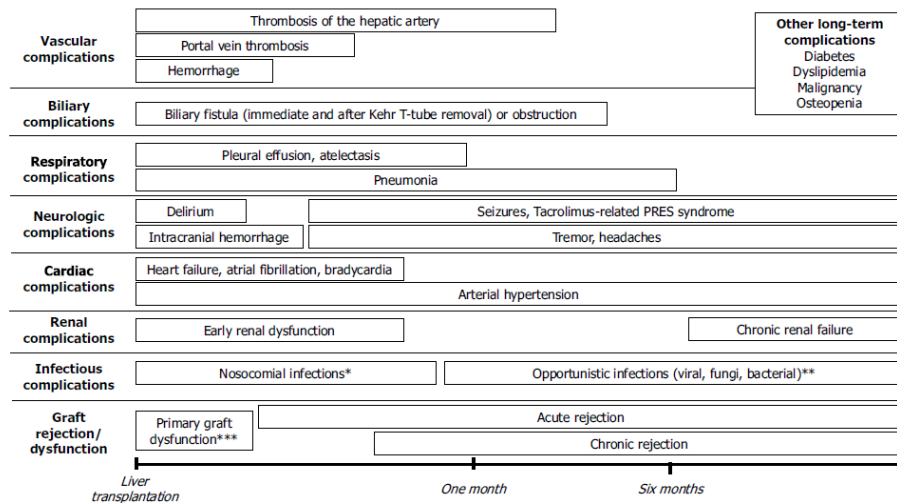 Vascular
complications
Thrombosis of the hepatic artery
Portal vein thrombosis
Hemorrhage
Other long-term
complications
Diabetes
Dyslipidemia
Malignancy
Osteopenia
Biliary
complications
Biliary fistula (immediate and after Kehr T-tube removal) or obstruction
Respiratory
complications
Pleural effusion, atelectasis
Pneumonia
Neurologic
complications
Delirium
Seizures, Tacrolimus-related PRES syndrome
Intracranial hemorrhage
Tremor, headaches
Cardiac
complications
Heart failure, atrial fibrillation, bradycardia
Arterial hypertension
Renal
complications
Early renal dysfunction
Chronic renal failure
Infectious
complications
Nosocomial infections*
Opportunistic infections (viral, fungi, bacterial)**
Graft
rejection/
dysfunction
Primary graft
dysfunction***
Acute rejection
Chronic rejection
Liver
transplantation
One month
Six months